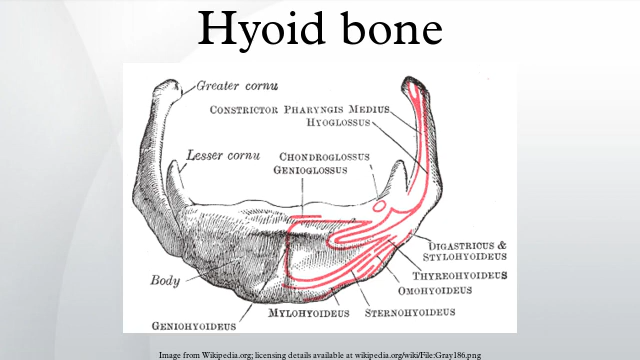 Hyoid bone
Greater cornu
CONSTRICTOR PHARYNGIS MEDIUS
HYOGLOSSUS
Lesser cornu
CHONDROGLOSSUS
GENIOGLOSSUS
DIGASTRICUS &
STYLOHYOIDEUS
THYREOHYOIDEUS
OMOHYOIDEUS
Body
MYLOHYOIDEUS
STERNOHYOIDEUS
GENIOHYOIDEUS
Image from Wikipedia.org; licensing details available at wikipedia.org/wiki/File:Gray186.png